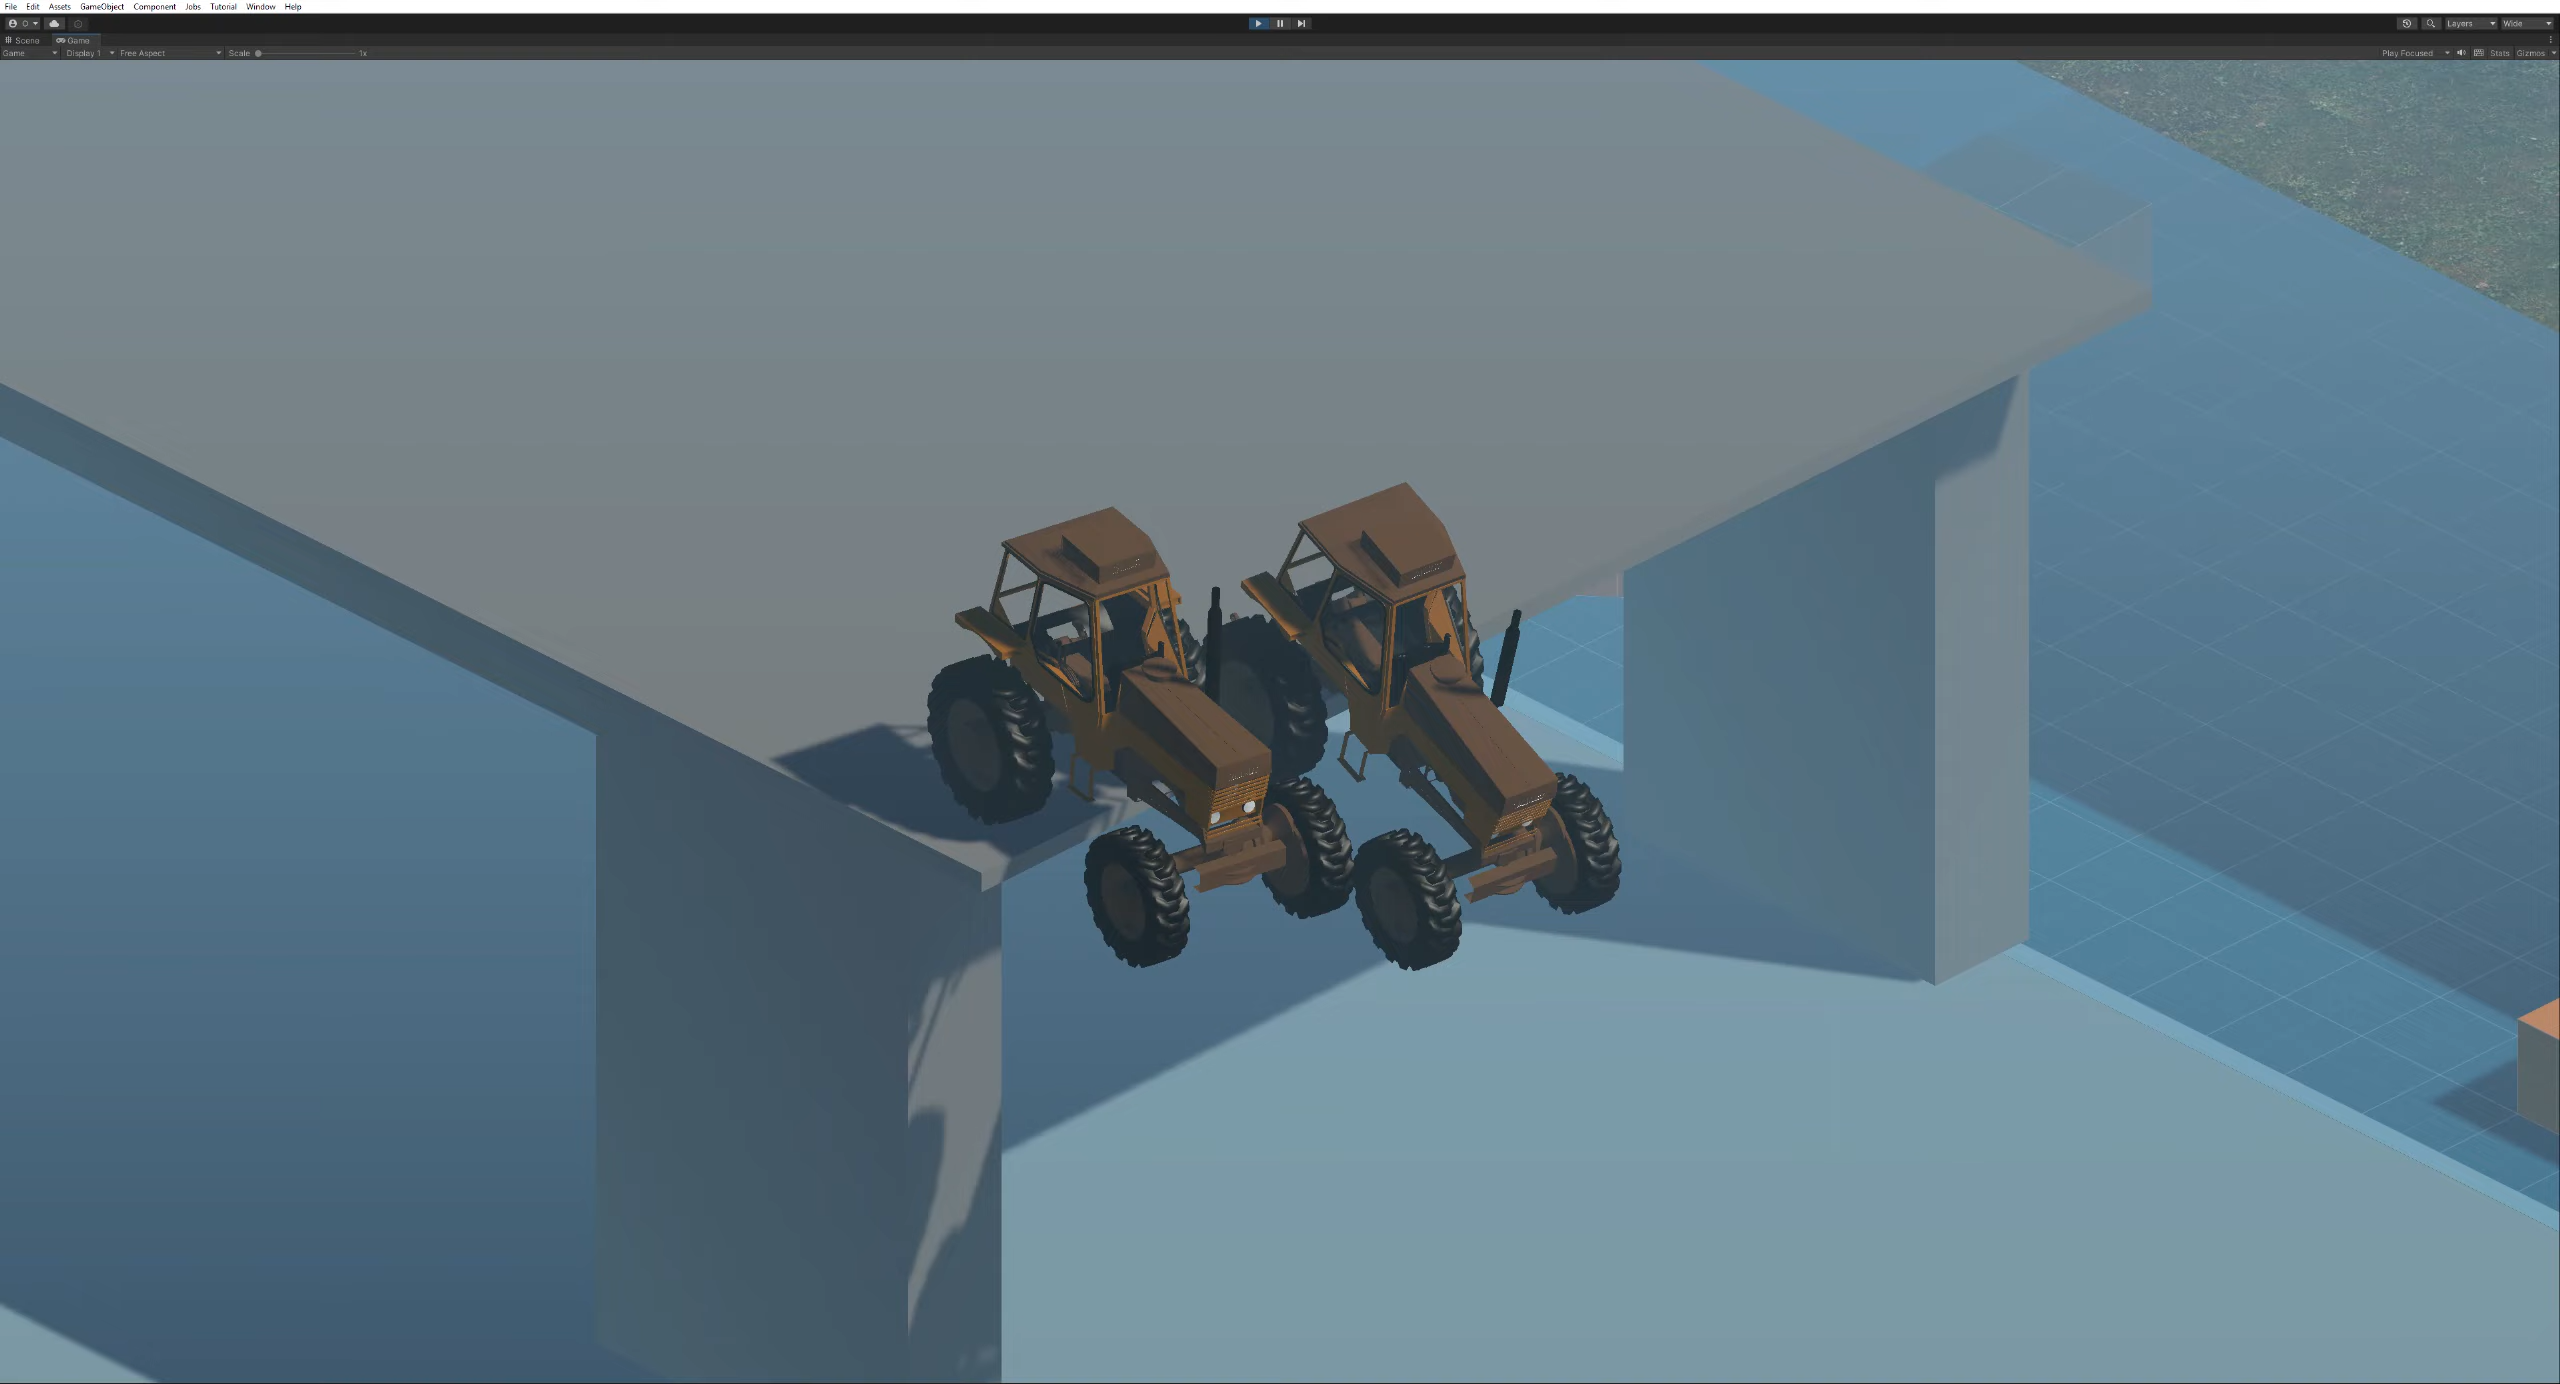 File Edit Assets GameObject Component Jobs Tutorial Window Help
Layers Wide
Scene Game
Game Display 1 Free Aspect Scale 1x Play Focused Stats Gizmos